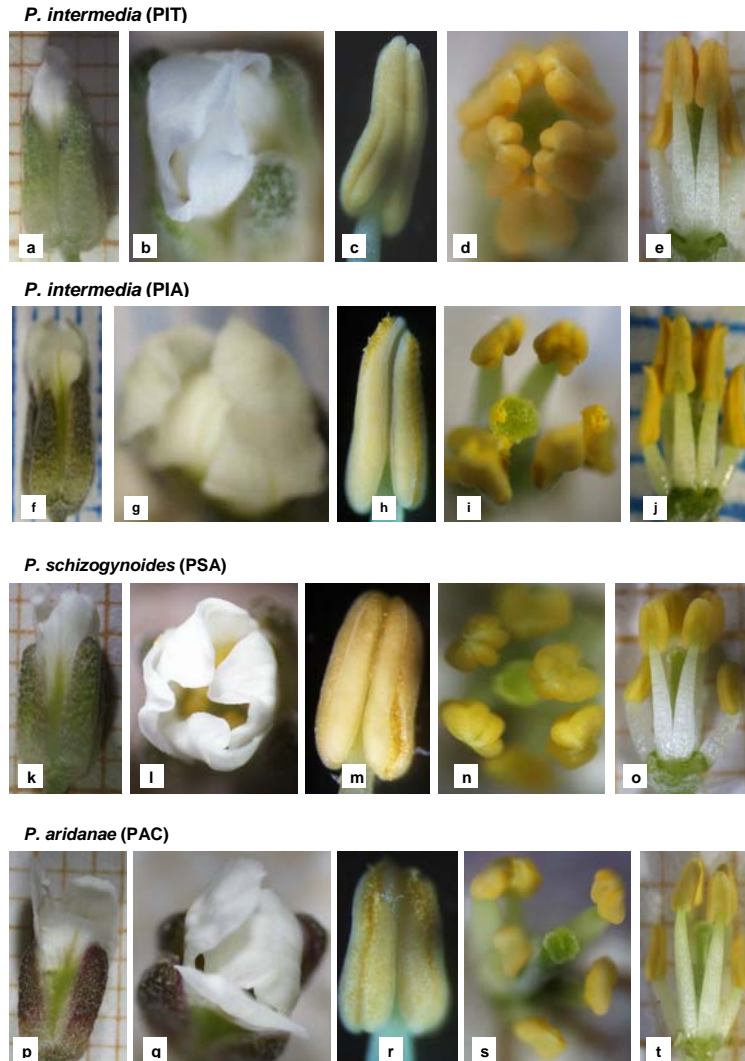 P. intermedia (PIT)
a b c d e
P. intermedia (PIA)
f g h i j
P. schizogynoides (PSA)
k l m n o
P. aridanae (PAC)
p q r s t